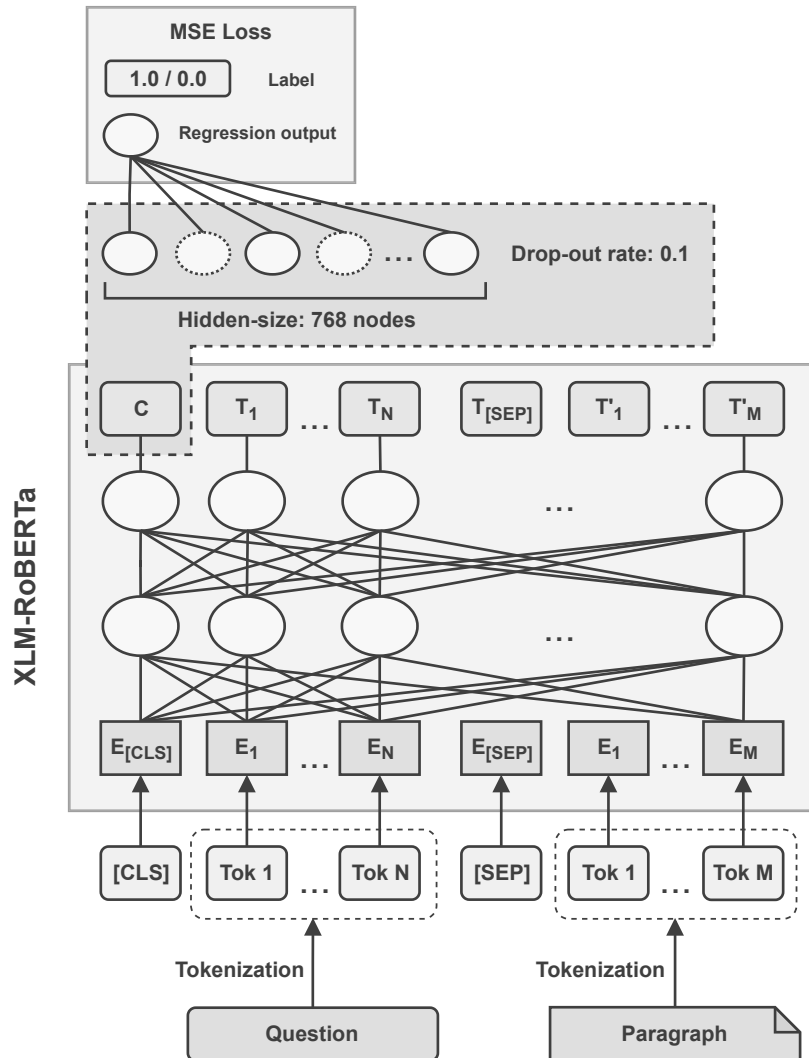 MSE Loss
1.0 / 0.0 Label
Regression output
... Drop-out rate: 0.1
Hidden-size: 768 nodes
C T1 ... TN T[SEP] T'1 ... T'M
...
XLM-RoBERTa
...
E[CLS] E1 ... EN E[SEP] E1 ... EM
[CLS] Tok 1 ... Tok N [SEP] Tok 1 ... Tok M
Tokenization Tokenization
Question Paragraph